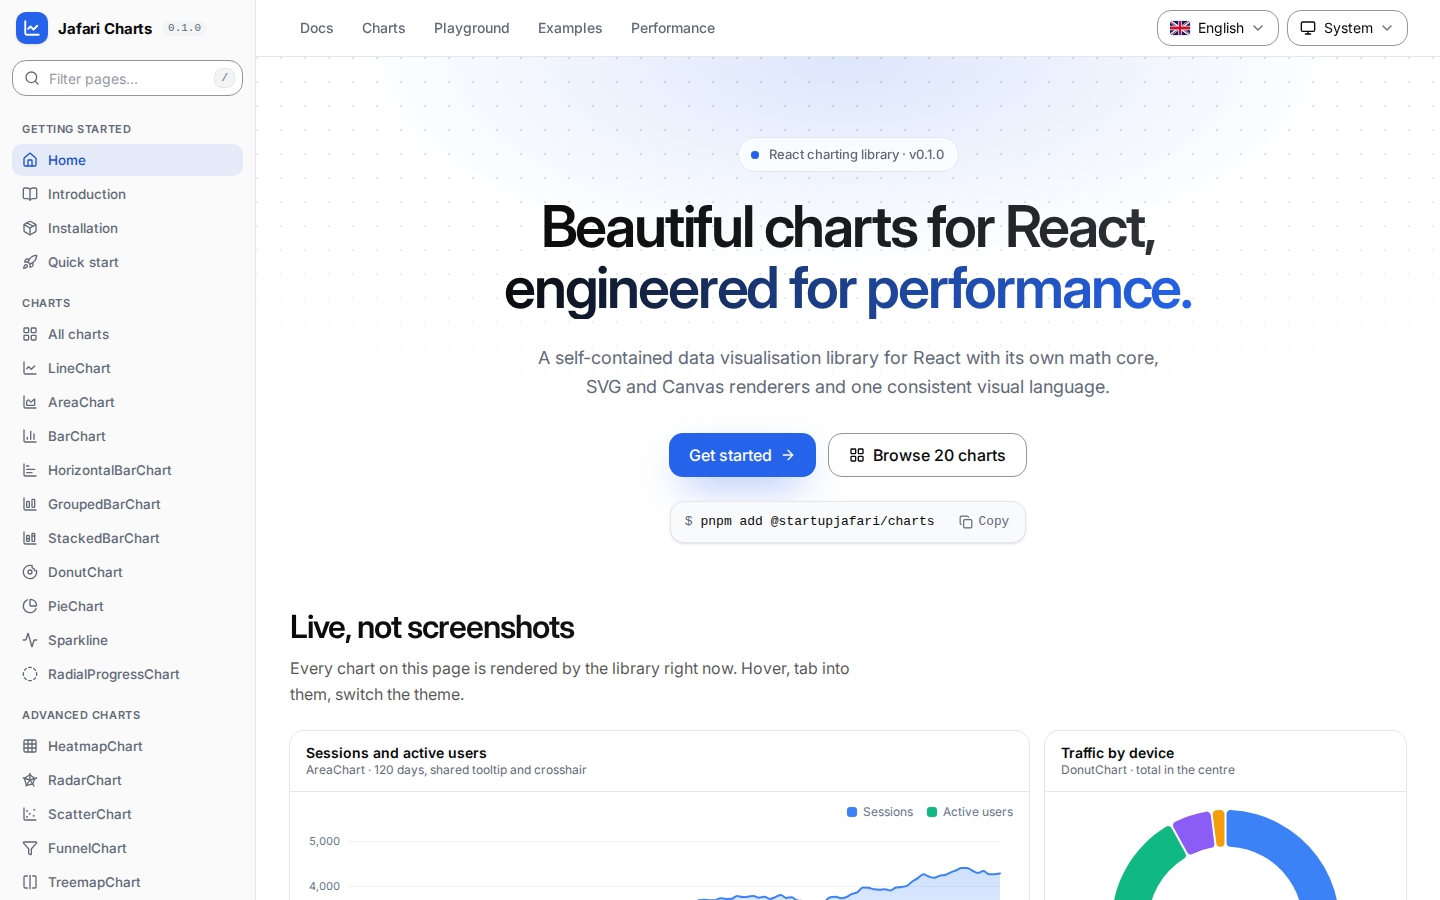 Jafari Charts 0.1.0
Filter pages... /
GETTING STARTED
Home
Introduction
Installation
Quick start
CHARTS
All charts
LineChart
AreaChart
BarChart
HorizontalBarChart
GroupedBarChart
StackedBarChart
DonutChart
PieChart
Sparkline
RadialProgressChart
ADVANCED CHARTS
HeatmapChart
RadarChart
ScatterChart
FunnelChart
TreemapChart
Docs Charts Playground Examples Performance English System
React charting library · v0.1.0
Beautiful charts for React,
engineered for performance.
A self-contained data visualisation library for React with its own math core,
SVG and Canvas renderers and one consistent visual language.
Get started Browse 20 charts
$ pnpm add @startupjafari/charts Copy
Live, not screenshots
Every chart on this page is rendered by the library right now. Hover, tab into
them, switch the theme.
Sessions and active users
AreaChart · 120 days, shared tooltip and crosshair
Sessions Active users
5,000
4,000
Traffic by device
DonutChart · total in the centre